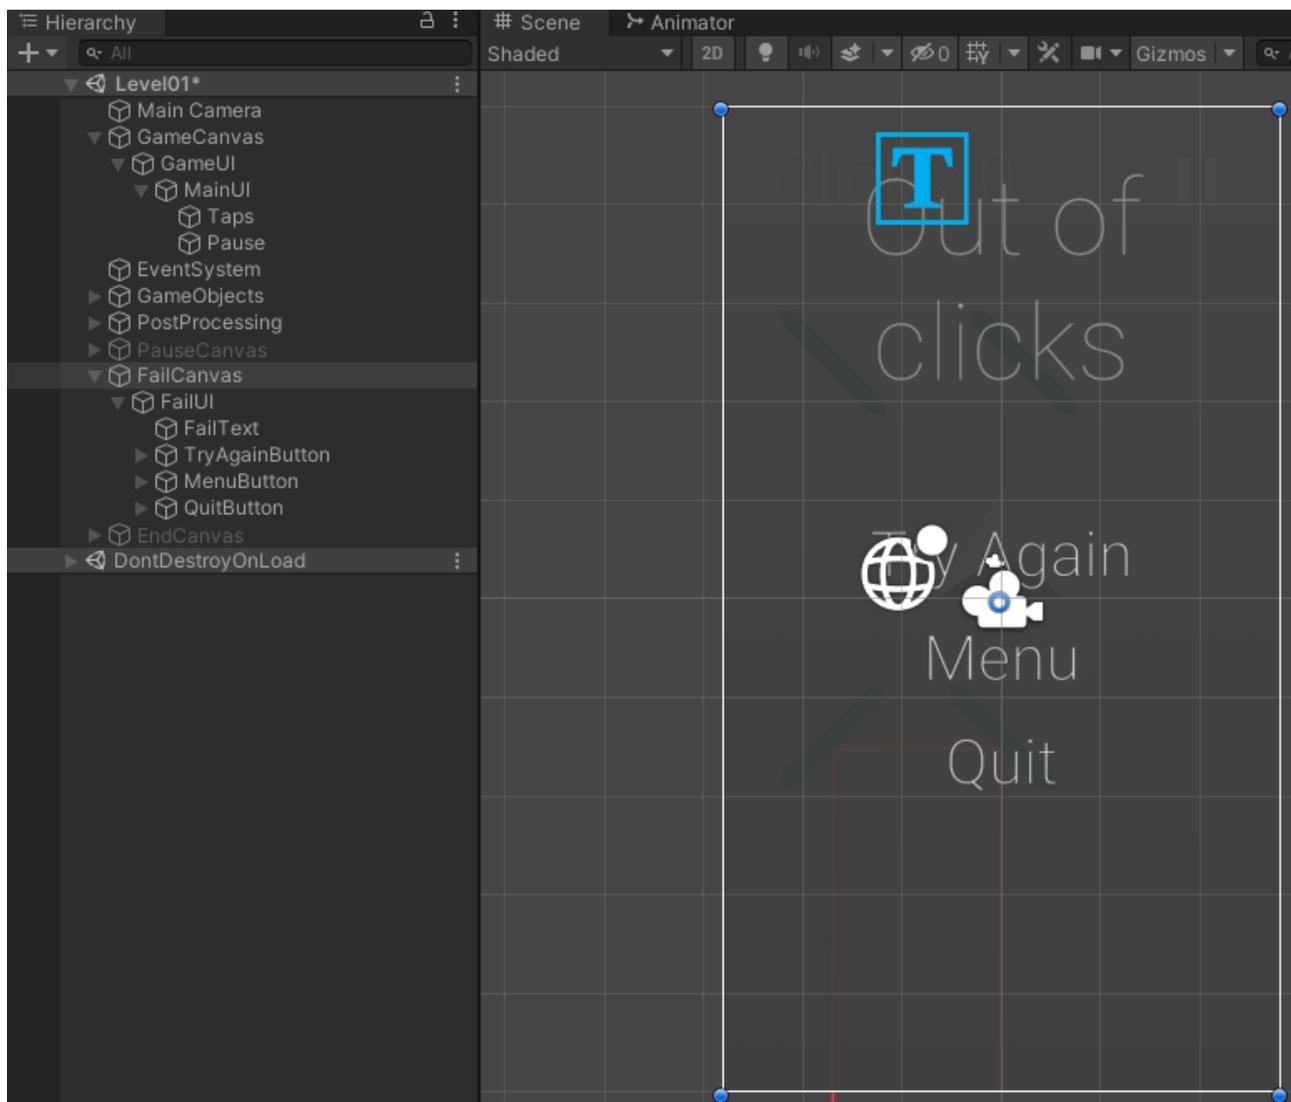 Hierarchy
Scene
Animator
All
Shaded
2D
0
Gizmos
Level01*
Main Camera
GameCanvas
GameUI
MainUI
Taps
Pause
EventSystem
GameObjects
PostProcessing
PauseCanvas
FailCanvas
FailUI
FailText
TryAgainButton
MenuButton
QuitButton
EndCanvas
DontDestroyOnLoad
T
Out of
clicks
Try Again
Menu
Quit